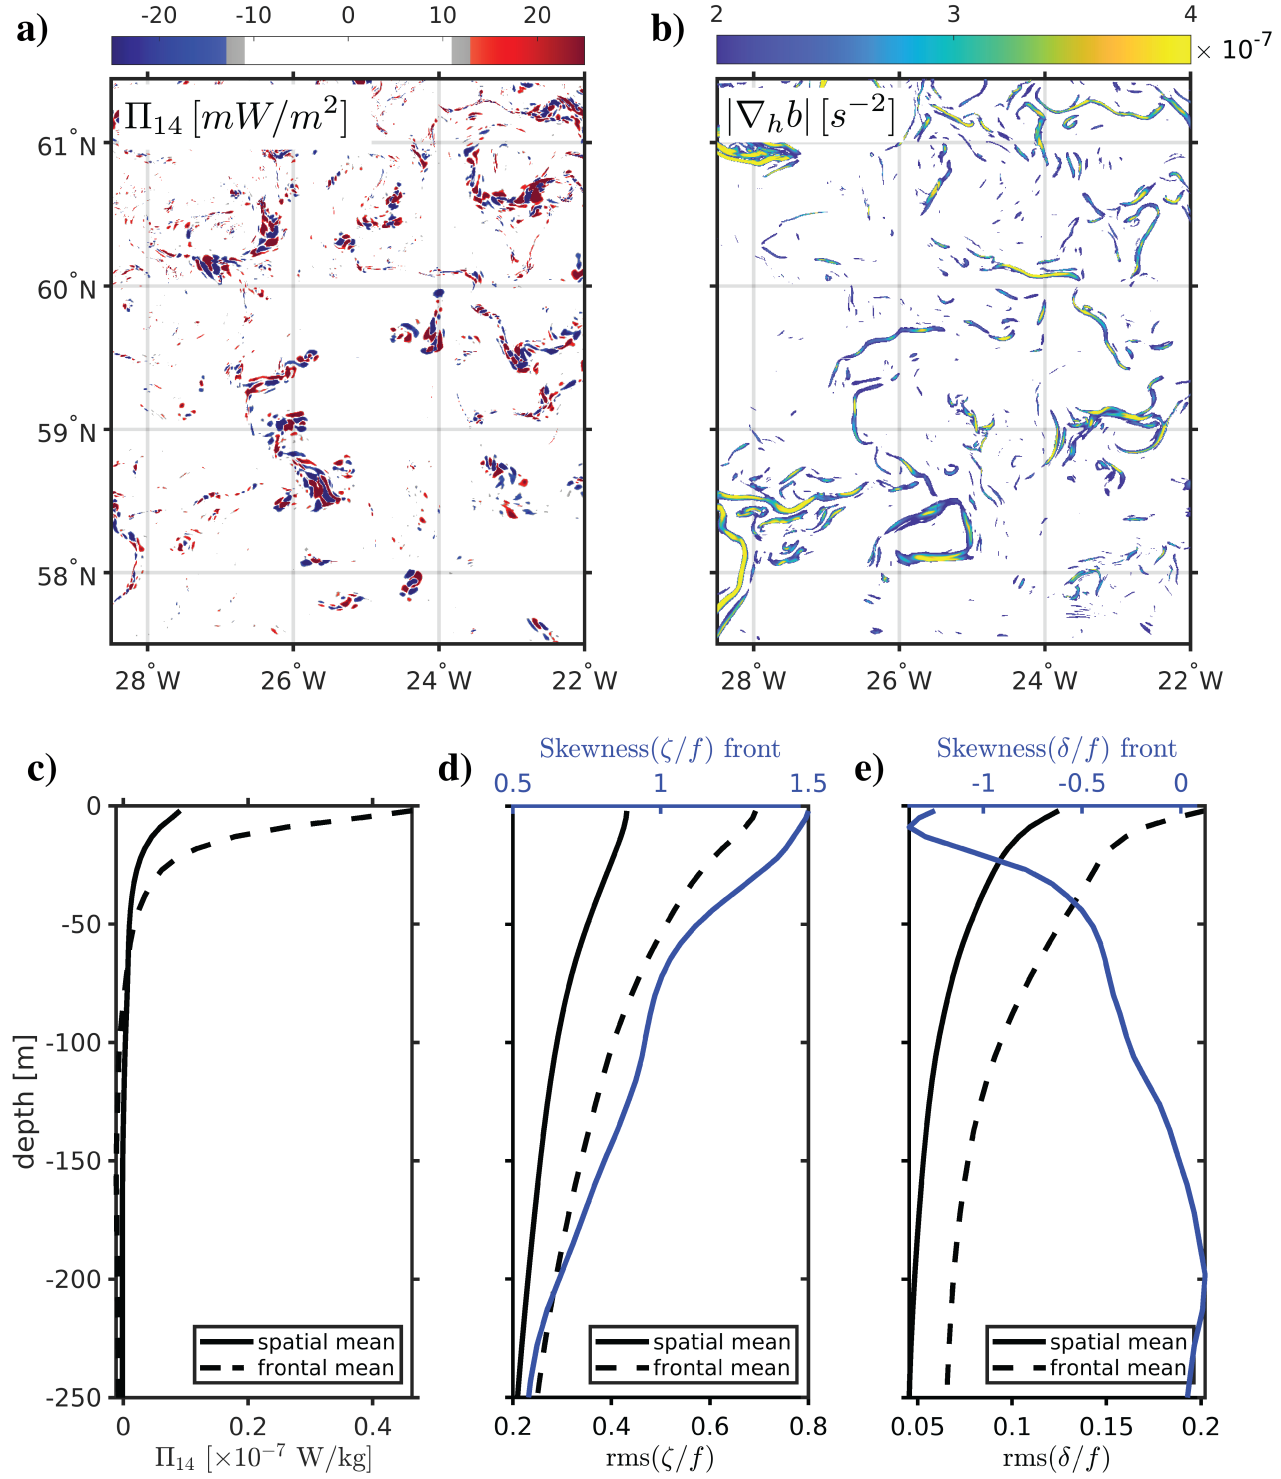 a)
-20 -10 0 10 20
Π₁₄ [mW/m²]
61°N
60°N
59°N
58°N
28°W 26°W 24°W 22°W
b)
2 3 4
× 10⁻⁷
|∇ₕb| [s⁻²]
28°W 26°W 24°W 22°W
c)
0
-50
-100
-150
-200
-250
depth [m]
spatial mean
frontal mean
0 0.2 0.4
Π₁₄ [×10⁻⁷ W/kg]
d)
Skewness(ζ/f) front
0.5 1 1.5
spatial mean
frontal mean
0.2 0.4 0.6 0.8
rms(ζ/f)
e)
Skewness(δ/f) front
-1 -0.5 0
spatial mean
frontal mean
0.05 0.1 0.15 0.2
rms(δ/f)